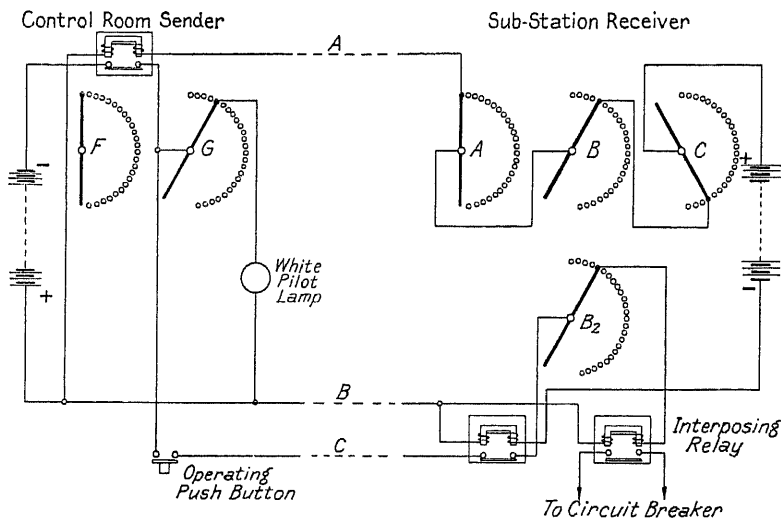 Control Room Sender
Sub-Station Receiver
A
F
G
A
B
C
-
+
+
-
White
Pilot
Lamp
B2
B
C
Interposing
Relay
Operating
Push Button
To Circuit Breaker